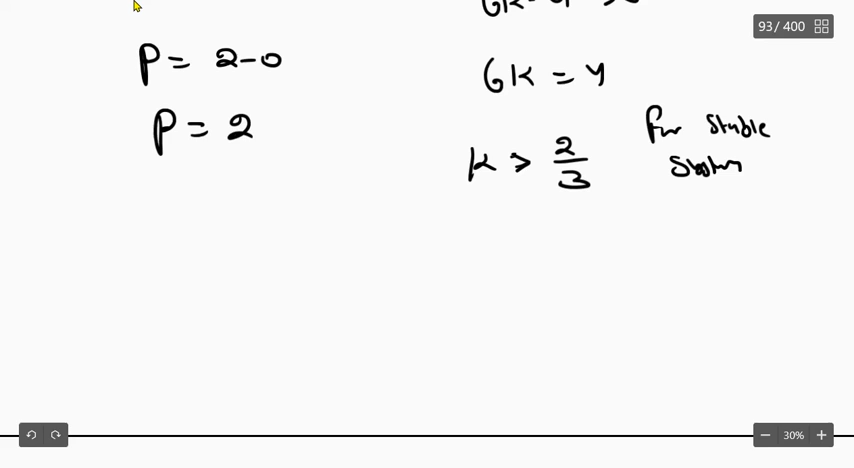 93/ 400
P = 2-0
P = 2
6K = 4
K > 2/3
For Stable
System
30%